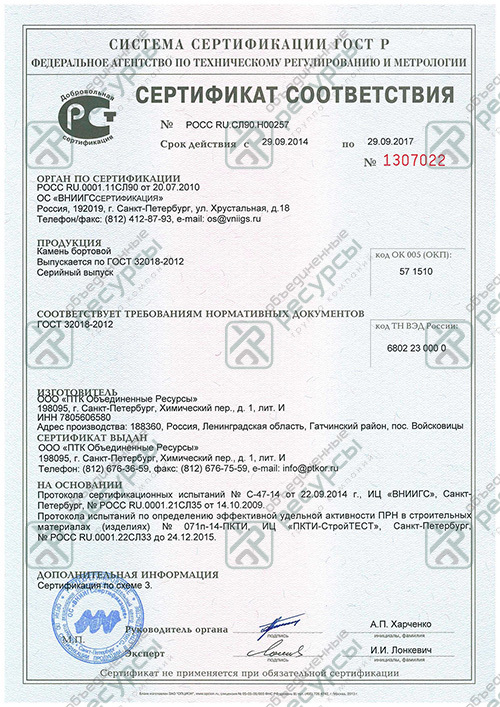 СИСТЕМА СЕРТИФИКАЦИИ ГОСТ Р
ФЕДЕРАЛЬНОЕ АГЕНТСТВО ПО ТЕХНИЧЕСКОМУ РЕГУЛИРОВАНИЮ И МЕТРОЛОГИИ
Добровольная
сертификация
СЕРТИФИКАТ СООТВЕТСТВИЯ
№ РОСС RU.СЛ90.Н00257
Срок действия с 29.09.2014 по 29.09.2017
№ 1307022
ОРГАН ПО СЕРТИФИКАЦИИ
РОСС RU.0001.11СЛ90 от 20.07.2010
ОС «ВНИИГСсертификация»
Россия, 192019, г. Санкт-Петербург, ул. Хрустальная, д.18
Телефон/факс: (812) 412-87-93, e-mail: os@vniigs.ru
ПРОДУКЦИЯ
Камень бортовой
Выпускается по ГОСТ 32018-2012
Серийный выпуск
код ОК 005 (ОКП):
57 1510
СООТВЕТСТВУЕТ ТРЕБОВАНИЯМ НОРМАТИВНЫХ ДОКУМЕНТОВ
ГОСТ 32018-2012
код ТН ВЭД России:
6802 23 000 0
ИЗГОТОВИТЕЛЬ
ООО «ПТК Объединенные Ресурсы»
198095, г. Санкт-Петербург, Химический пер., д. 1, лит. И
ИНН 7805606580
Адрес производства: 188360, Россия, Ленинградская область, Гатчинский район, пос. Войсковицы
СЕРТИФИКАТ ВЫДАН
ООО «ПТК Объединенные Ресурсы»
198095, г. Санкт-Петербург, Химический пер., д. 1, лит. И
Телефон: (812) 676-36-59, факс: (812) 676-75-59, e-mail: info@ptkor.ru
НА ОСНОВАНИИ
Протокола сертификационных испытаний № С-47-14 от 22.09.2014 г., ИЦ «ВНИИГС», Санкт-
Петербург, № РОСС RU.0001.21СЛ35 от 14.10.2009.
Протокола испытаний по определению эффективной удельной активности ПРН в строительных
материалах (изделиях) № 071п-14-ПКТИ, ИЦ «ПКТИ-СтройТЕСТ», Санкт-Петербург,
№ РОСС RU.0001.22СЛ33 до 24.12.2015.
ДОПОЛНИТЕЛЬНАЯ ИНФОРМАЦИЯ
Сертификация по схеме 3.
М.П.
Руководитель органа
подпись
А.П. Харченко
инициалы, фамилия
Эксперт
подпись
И.И. Лонкевич
инициалы, фамилия
Сертификат не применяется при обязательной сертификации
объединенные
Ресурсы
группа компаний